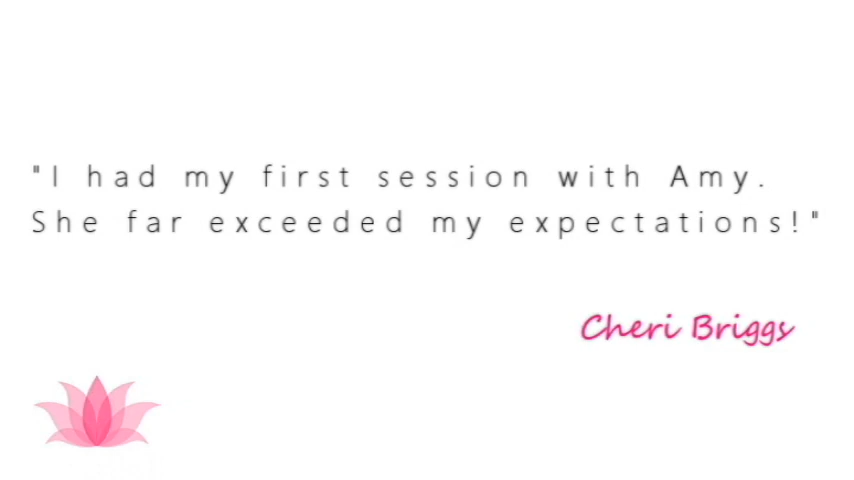 "I had my first session with Amy.
She far exceeded my expectations!"
Cheri Briggs